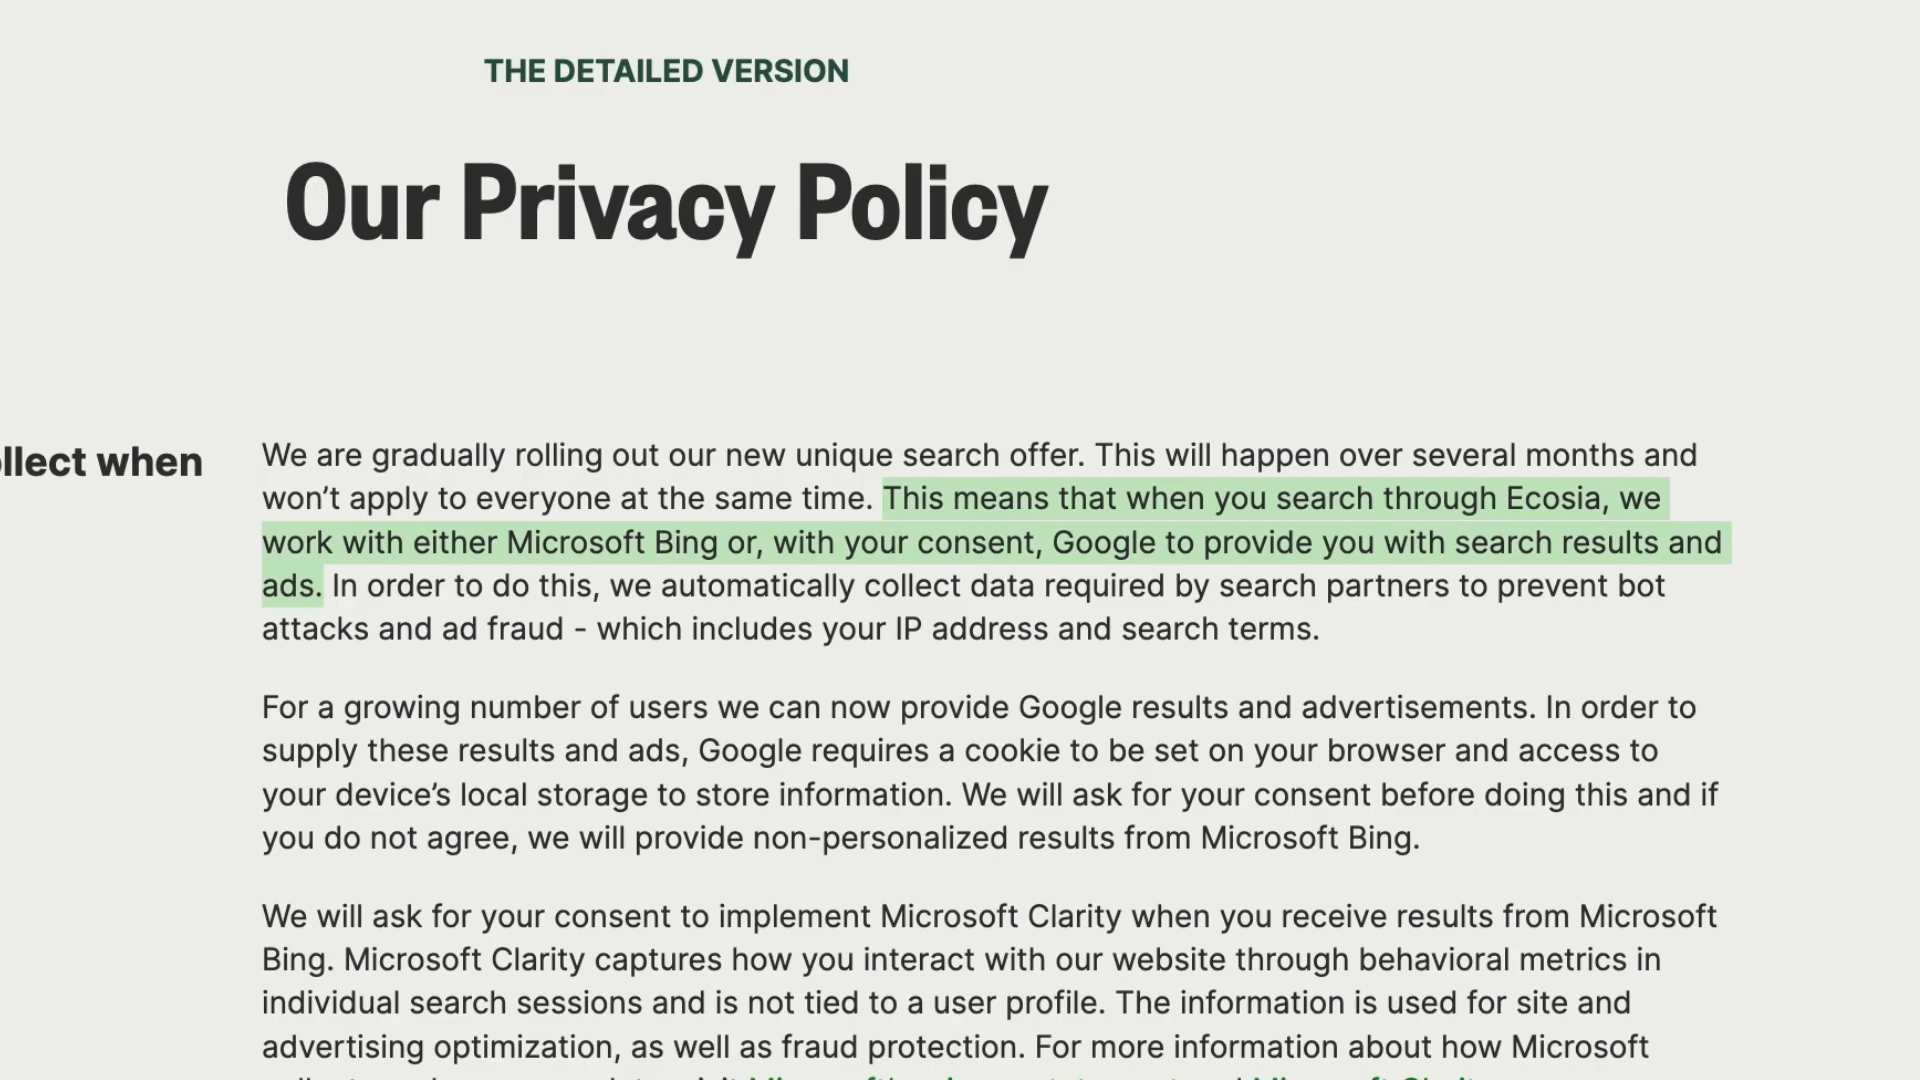 THE DETAILED VERSION
Our Privacy Policy
ollect when
We are gradually rolling out our new unique search offer. This will happen over several months and
won’t apply to everyone at the same time. This means that when you search through Ecosia, we
work with either Microsoft Bing or, with your consent, Google to provide you with search results and
ads. In order to do this, we automatically collect data required by search partners to prevent bot
attacks and ad fraud - which includes your IP address and search terms.
For a growing number of users we can now provide Google results and advertisements. In order to
supply these results and ads, Google requires a cookie to be set on your browser and access to
your device’s local storage to store information. We will ask for your consent before doing this and if
you do not agree, we will provide non-personalized results from Microsoft Bing.
We will ask for your consent to implement Microsoft Clarity when you receive results from Microsoft
Bing. Microsoft Clarity captures how you interact with our website through behavioral metrics in
individual search sessions and is not tied to a user profile. The information is used for site and
advertising optimization, as well as fraud protection. For more information about how Microsoft